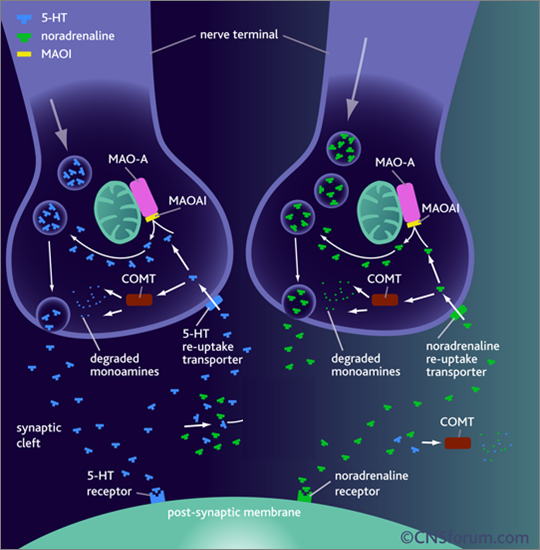 5-HT
noradrenaline
MAOI
nerve terminal
MAO-A
MAOAI
COMT
degraded
monoamines
5-HT
re-uptake
transporter
MAO-A
MAOAI
COMT
degraded
monoamines
noradrenaline
re-uptake
transporter
synaptic
cleft
COMT
5-HT
receptor
noradrenaline
receptor
post-synaptic membrane
©CNSforum.com